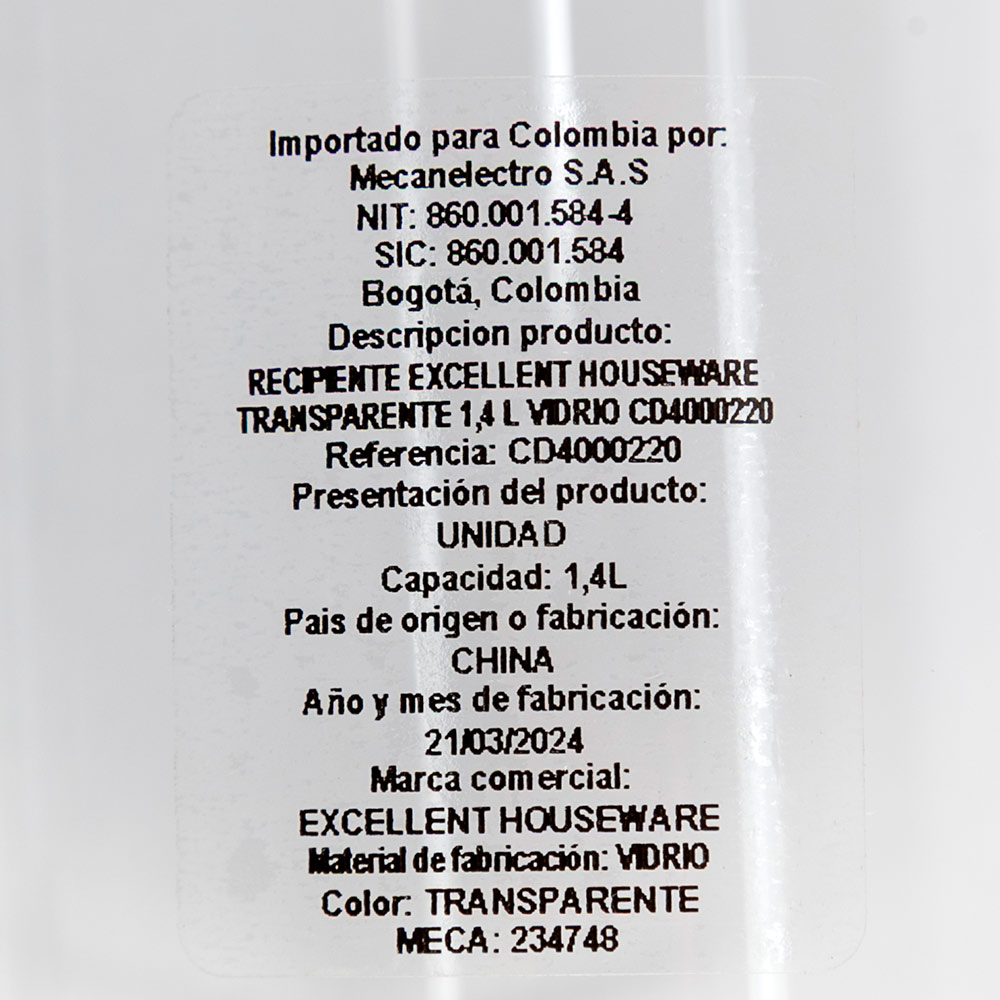 Importado para Colombia por:
Mecanelectro S.A.S
NIT: 860.001.584-4
SIC: 860.001.584
Bogotá, Colombia
Descripcion producto:
RECIPIENTE EXCELLENT HOUSEWARE
TRANSPARENTE 1,4 L VIDRIO CD4000220
Referencia: CD4000220
Presentación del producto:
UNIDAD
Capacidad: 1,4L
Pais de origen o fabricación:
CHINA
Año y mes de fabricación:
21/03/2024
Marca comercial:
EXCELLENT HOUSEWARE
Material de fabricación: VIDRIO
Color: TRANSPARENTE
MECA: 234748